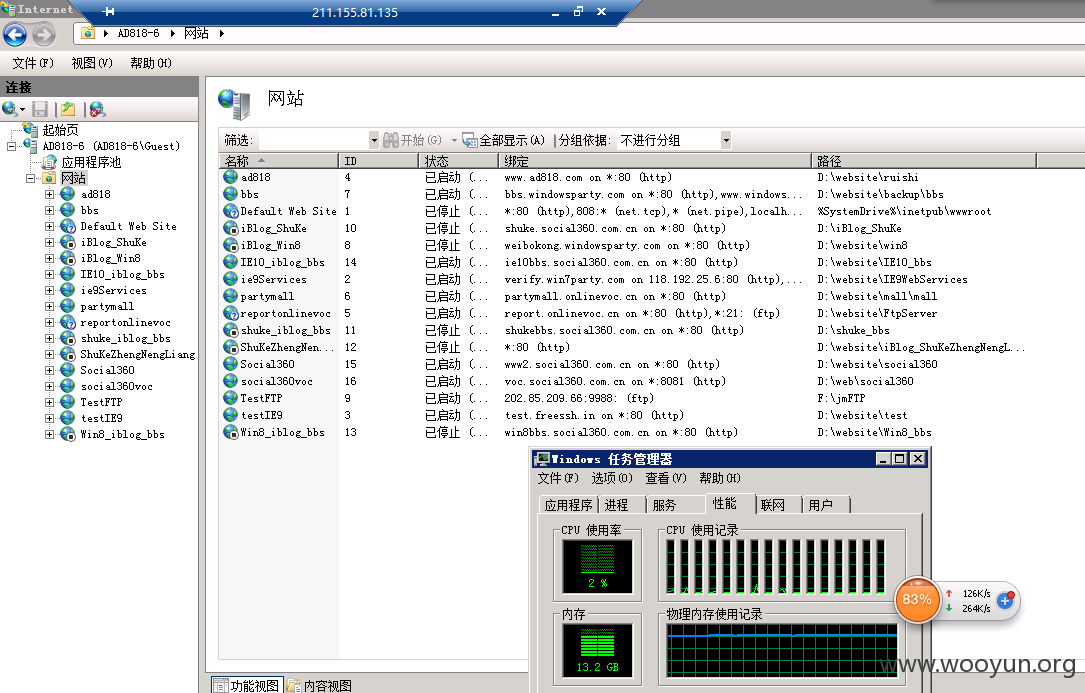 Internet
211.155.81.135
AD818-6 网站
文件(F) 视图(V) 帮助(H)
连接
起始页
AD818-6 (AD818-6\Guest)
应用程序池
网站
ad818
bbs
Default Web Site
iBlog_ShuKe
iBlog_Win8
IE10_iblog_bbs
ie9Services
partymall
reportonlinevoc
shuke_iblog_bbs
ShuKeZhengNengLiang
Social360
social360voc
TestFTP
testIE9
Win8_iblog_bbs
网站
筛选: 开始(G) 全部显示(A) 分组依据: 不进行分组
名称 ID 状态 绑定 路径
ad818 4 已启动 (... www.ad818.com on *:80 (http) D:\website\ruishi
bbs 7 已启动 (... bbs.windowsparty.com on *:80 (http),www.windows... D:\website\backup\bbs
Default Web Site 1 已停止 (... *:80 (http),808:* (net.tcp),* (net.pipe),localh... %SystemDrive%\inetpub\wwwroot
iBlog_ShuKe 10 已停止 (... shuke.social360.com.cn on *:80 (http) D:\iBlog_ShuKe
iBlog_Win8 8 已停止 (... weibokong.windowsparty.com on *:80 (http) D:\website\win8
IE10_iblog_bbs 14 已启动 (... ie10bbs.social360.com.cn on *:80 (http) D:\website\IE10_bbs
ie9Services 2 已启动 (... verify.win7party.com on 118.192.25.6:80 (http),... D:\website\IE9WebServices
partymall 6 已启动 (... partymall.onlinevoc.cn on *:80 (http) D:\website\mall\mall
reportonlinevoc 5 已启动 (... report.onlinevoc.cn on *:80 (http),*:21: (ftp) D:\website\FtpServer
shuke_iblog_bbs 11 已停止 (... shukebbs.social360.com.cn on *:80 (http) D:\shuke_bbs
ShuKeZhengNen... 12 已停止 (... *:80 (http) D:\website\iBlog_ShuKeZhengNengL...
Social360 15 已启动 (... www2.social360.com.cn on *:80 (http) D:\website\social360
social360voc 16 已启动 (... voc.social360.com.cn on *:8081 (http) D:\web\social360
TestFTP 9 已启动 (... 202.85.209.66:9988: (ftp) F:\jmFTP
testIE9 3 已启动 (... test.freessh.in on *:80 (http) D:\website\test
Win8_iblog_bbs 13 已停止 (... win8bbs.social360.com.cn on *:80 (http) D:\website\Win8_bbs
Windows 任务管理器
文件(F) 选项(O) 查看(V) 帮助(H)
应用程序 进程 服务 性能 联网 用户
CPU 使用率 CPU 使用记录
2 %
83% 126K/s
264K/s
内存 物理内存使用记录
13.2 GB
www.wooyun.org
功能视图 内容视图